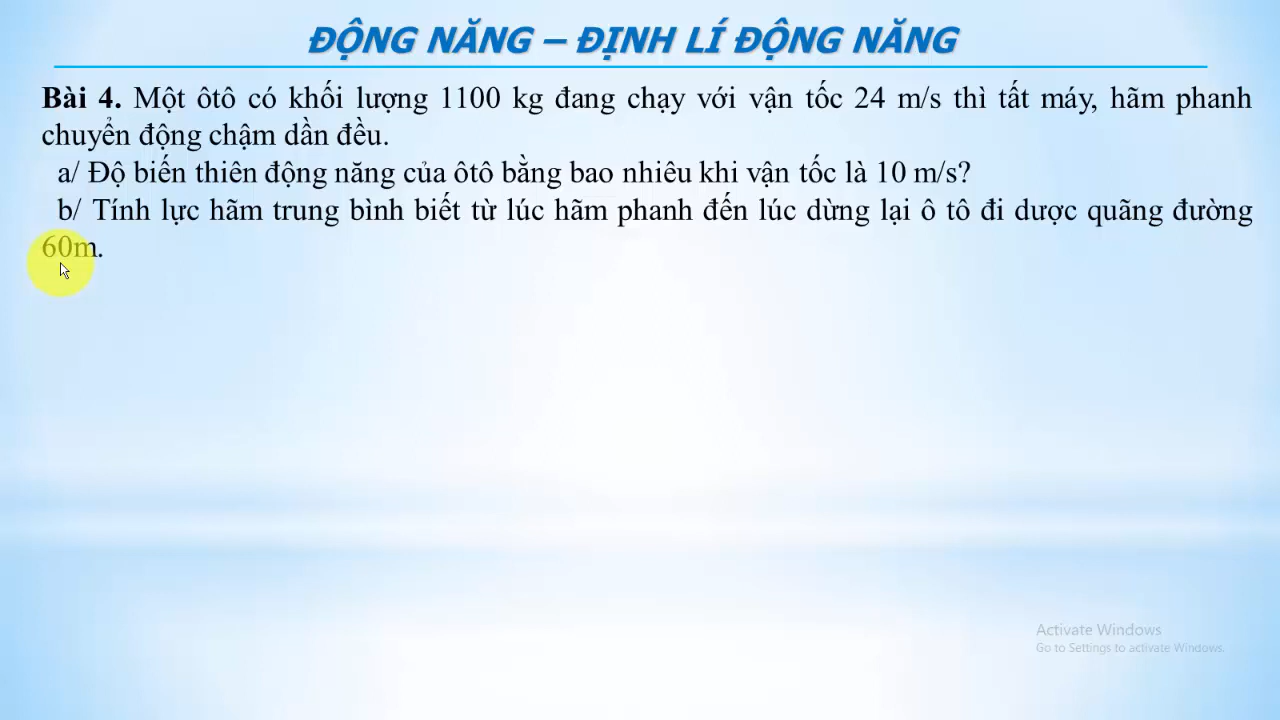 ĐỘNG NĂNG – ĐỊNH LÍ ĐỘNG NĂNG
Bài 4. Một ôtô có khối lượng 1100 kg đang chạy với vận tốc 24 m/s thì tất máy, hãm phanh
chuyển động chậm dần đều.
a/ Độ biến thiên động năng của ôtô bằng bao nhiêu khi vận tốc là 10 m/s?
b/ Tính lực hãm trung bình biết từ lúc hãm phanh đến lúc dừng lại ô tô đi dược quãng đường
60m.
Activate Windows
Go to Settings to activate Windows.